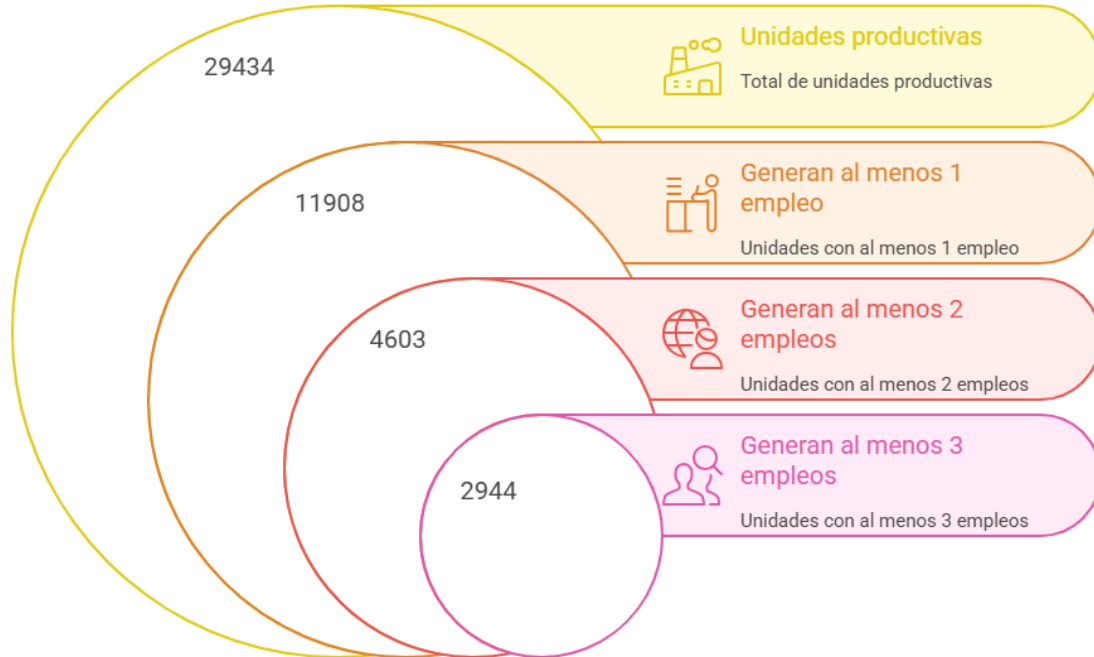 29434
Unidades productivas
Total de unidades productivas
11908
Generan al menos 1
empleo
Unidades con al menos 1 empleo
4603
Generan al menos 2
empleos
Unidades con al menos 2 empleos
2944
Generan al menos 3
empleos
Unidades con al menos 3 empleos